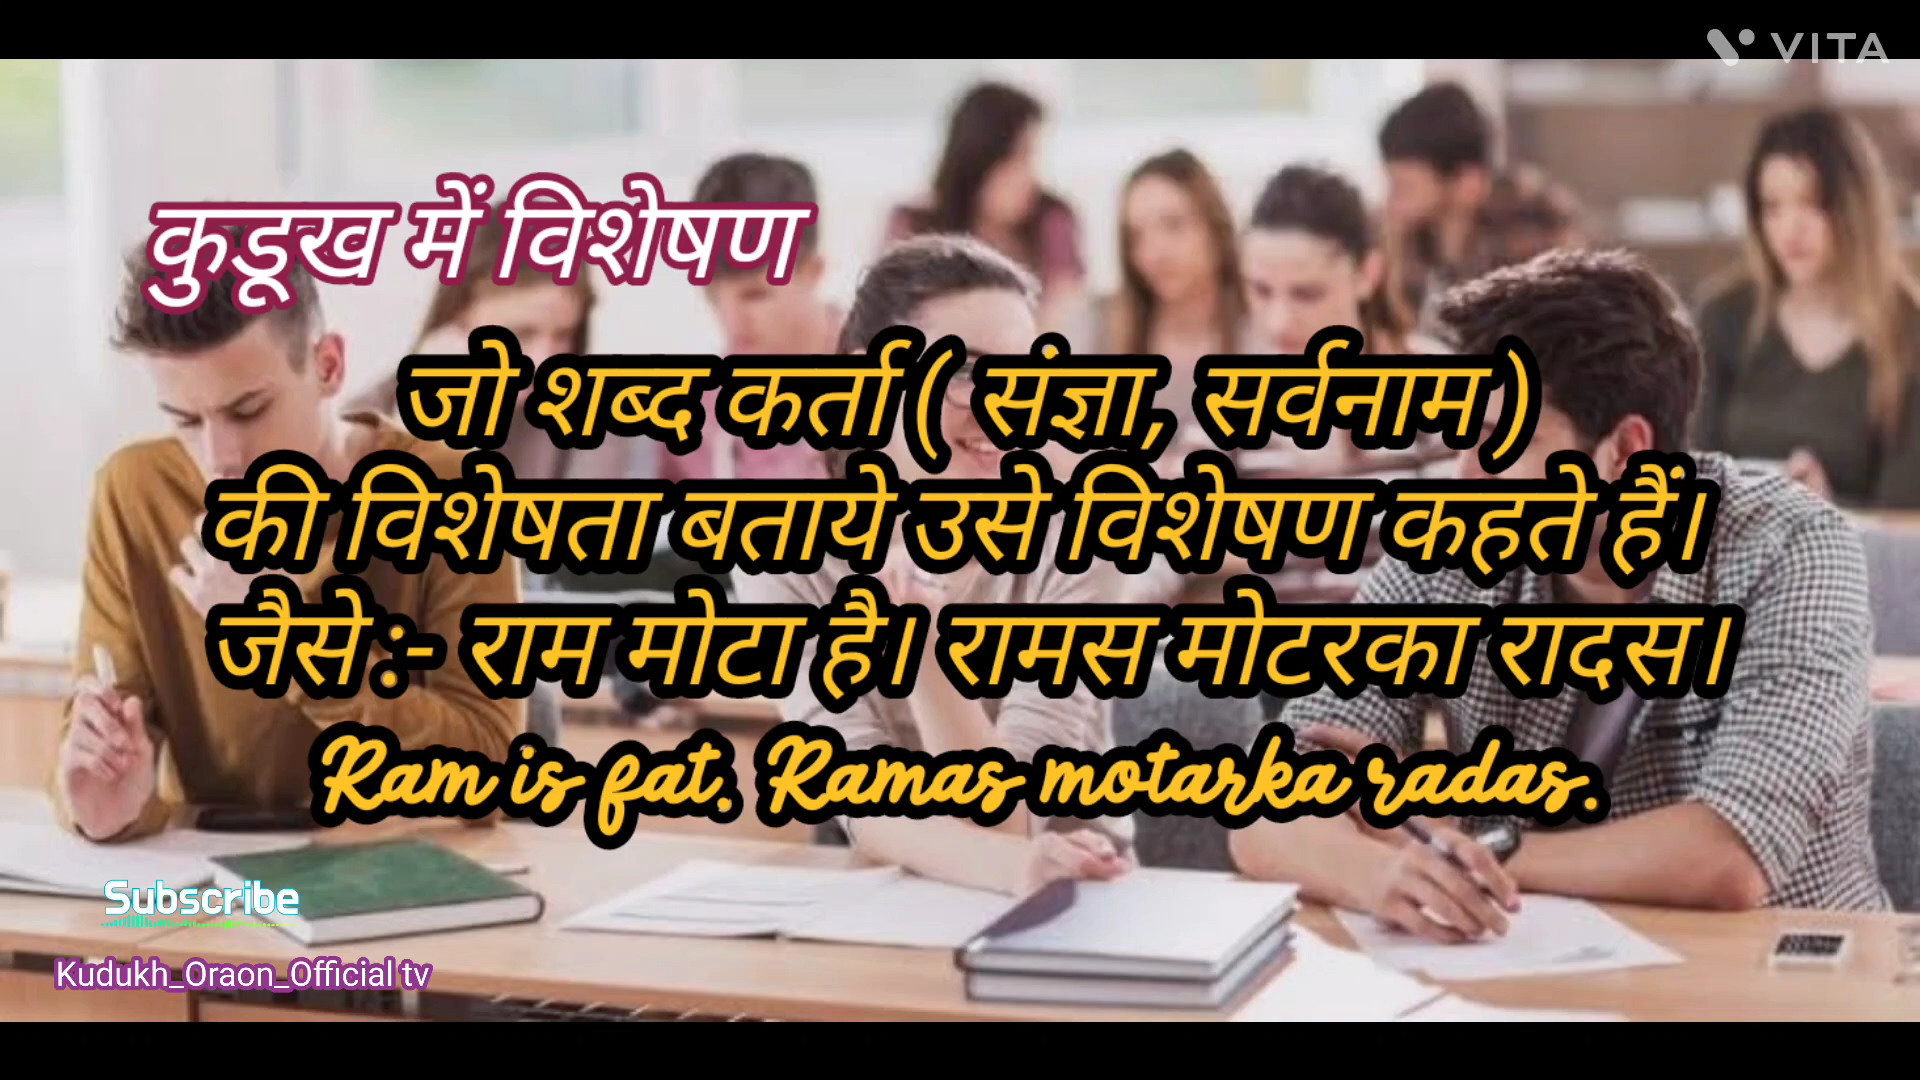 VITA
कुडूख में विशेषण
जो शब्द कर्ता ( संज्ञा, सर्वनाम )
की विशेषता बताये उसे विशेषण कहते हैं।
जैसे :- राम मोटा है। रामस मोटरका रादस।
Ram is fat. Ramas motarka radas.
Subscribe
Kudukh_Oraon_Official tv